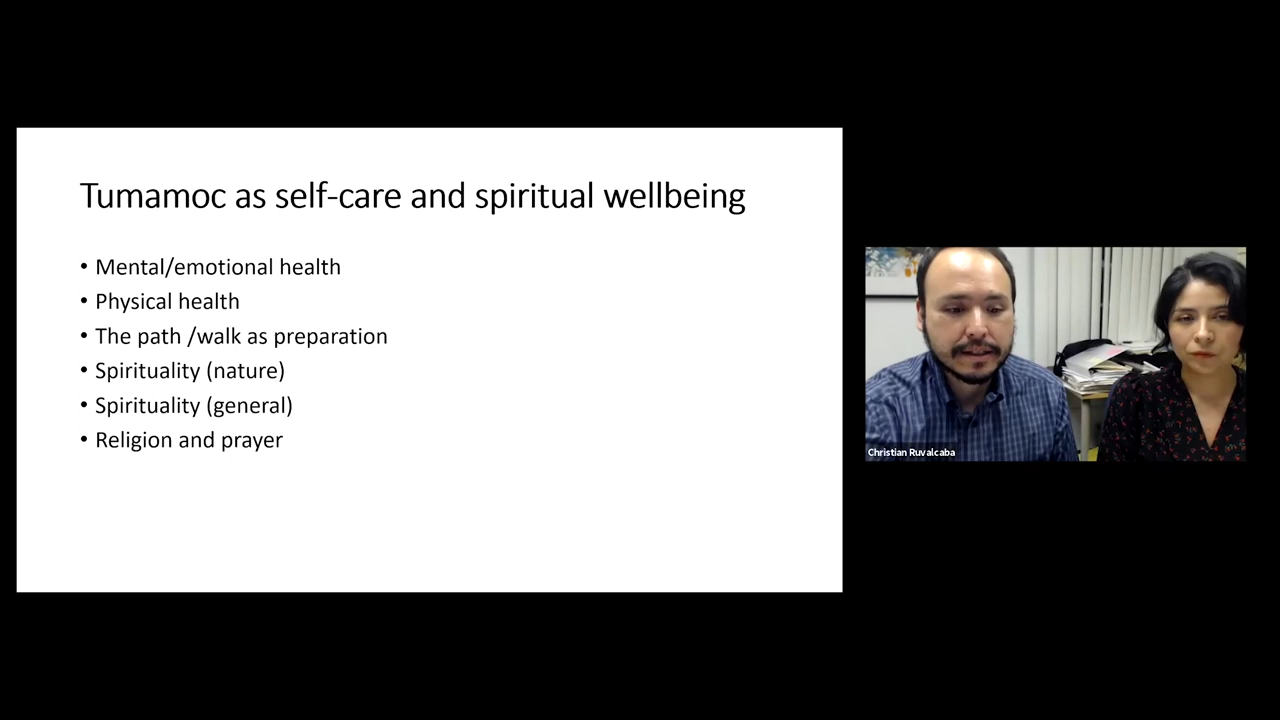 Tumamoc as self-care and spiritual wellbeing
• Mental/emotional health
• Physical health
• The path /walk as preparation
• Spirituality (nature)
• Spirituality (general)
• Religion and prayer
Christian Ruvalcaba